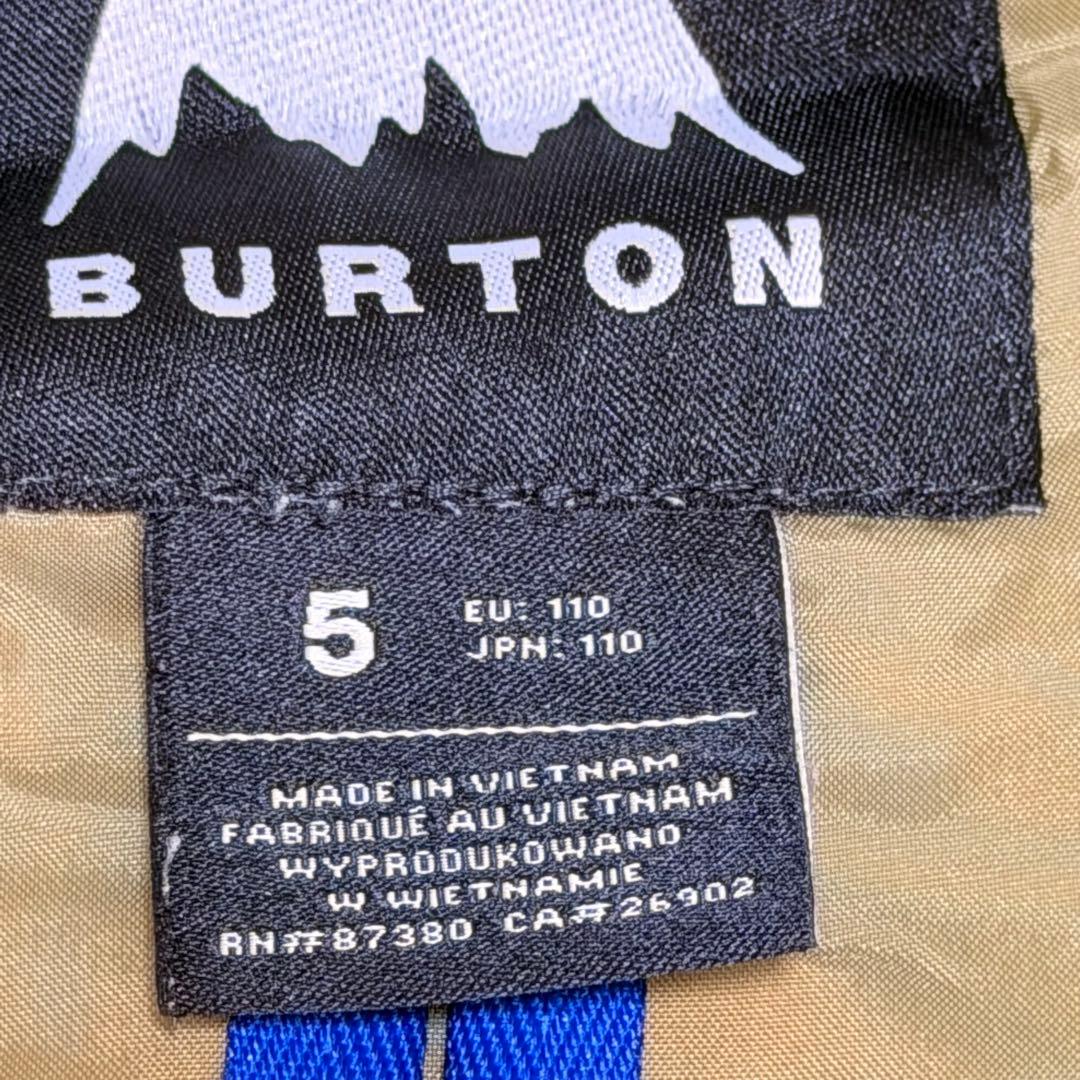 BURTON
5
EU: 110
JPN: 110
MADE IN VIETNAM
FABRIQUÉ AU VIETNAM
WYPRODUKOWANO
W WIETNAMIE
RN#87380 CA#26902